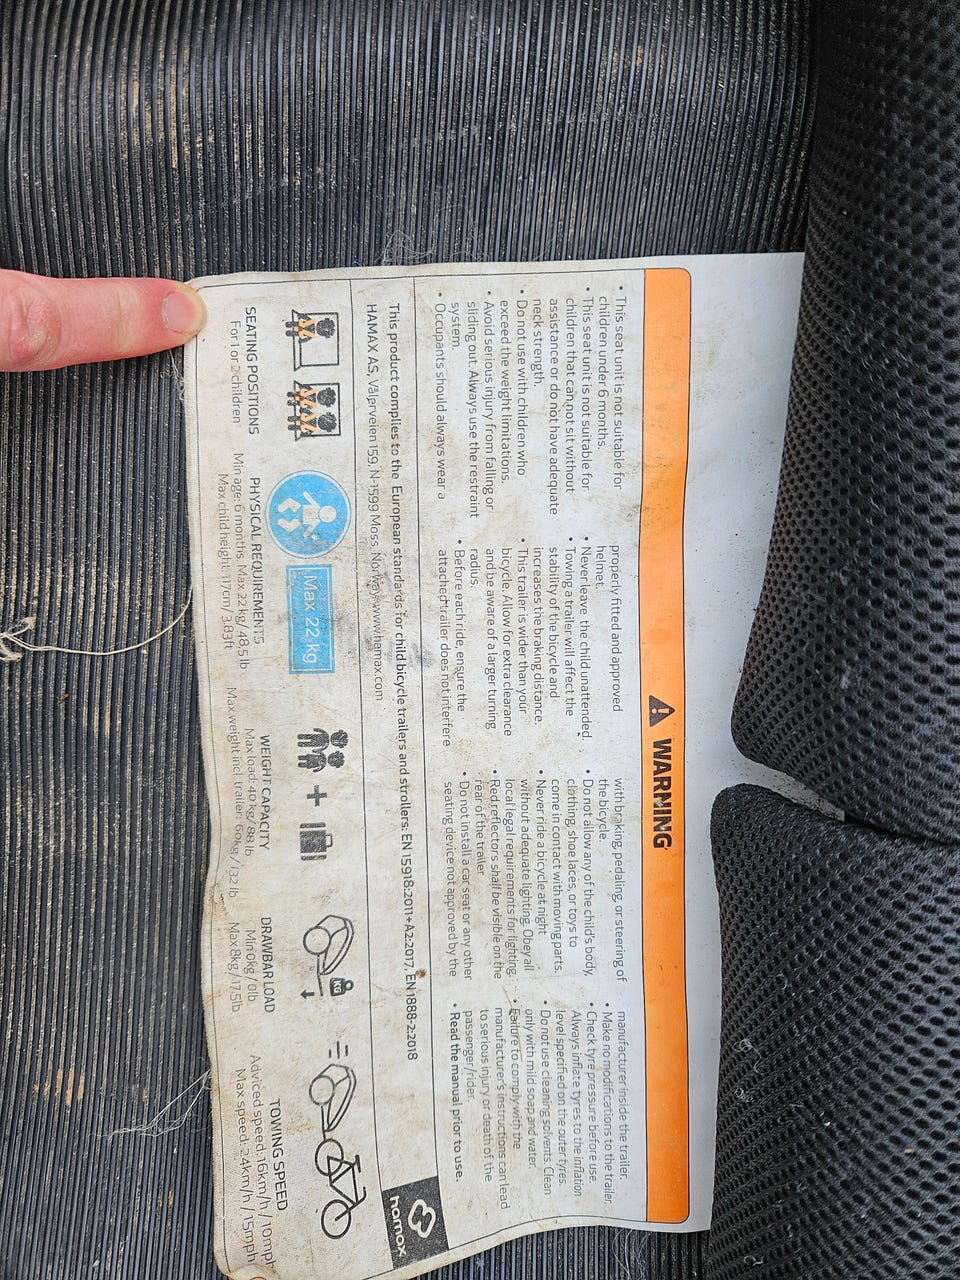 WARNING
• This seat unit is not suitable for
children under 6 months.
• This seat unit is not suitable for
children that can not sit without
assistance or do not have adequate
neck strength.
• Do not use with children who
exceed the weight limitations.
• Avoid serious injury from falling or
sliding out. Always use the restraint
system.
• Occupants should always wear a
properly fitted and approved
helmet.
• Never leave the child unattended.
• Towing a trailer will affect the
stability of the bicycle and
increases the braking distance.
• This trailer is wider than your
bicycle. Allow for extra clearance
and be aware of a larger turning
radius.
• Before each ride, ensure the
attached trailer does not interfere
with braking, pedaling, or steering of
the bicycle.
• Do not allow any of the child's body,
clothing, shoe laces, or toys to
come in contact with moving parts.
• Never ride a bicycle at night
without adequate lighting. Obey all
local legal requirements for lighting.
• Red reflectors shall be visible on the
rear of the trailer.
• Do not install a car seat or any other
seating device not approved by the
manufacturer inside the trailer.
• Make no modifications to the trailer.
• Check tyre pressure before use.
Always inflate tyres to the inflation
level specified on the outer tyres.
• Do not use cleaning solvents. Clean
only with mild soap and water.
• Failure to comply with the
manufacturer's instructions can lead
to serious injury or death of the
passenger/rider.
• Read the manual prior to use.
This product complies to the European standards for child bicycle trailers and strollers: EN 15918:2011+A2:2017, EN 1888-2:2018
HAMAX AS, Vålerveien 159, N-1599 Moss, Norway. www.hamax.com
hamax
SEATING POSITIONS
For 1 or 2 children
Max 22 kg
PHYSICAL REQUIREMENTS
Min age: 6 months, Max 22 kg/48,5 lb
Max child height: 117cm/3.83ft
WEIGHT CAPACITY
Max load: 40 kg/88 lb
Max weight incl trailer: 60kg/132 lb
KG
DRAWBAR LOAD
Min 0kg / 0lb
Max 8kg / 17,5lb
TOWING SPEED
Adviced speed: 16km/h / 10mph
Max speed: 24km/h / 15mph